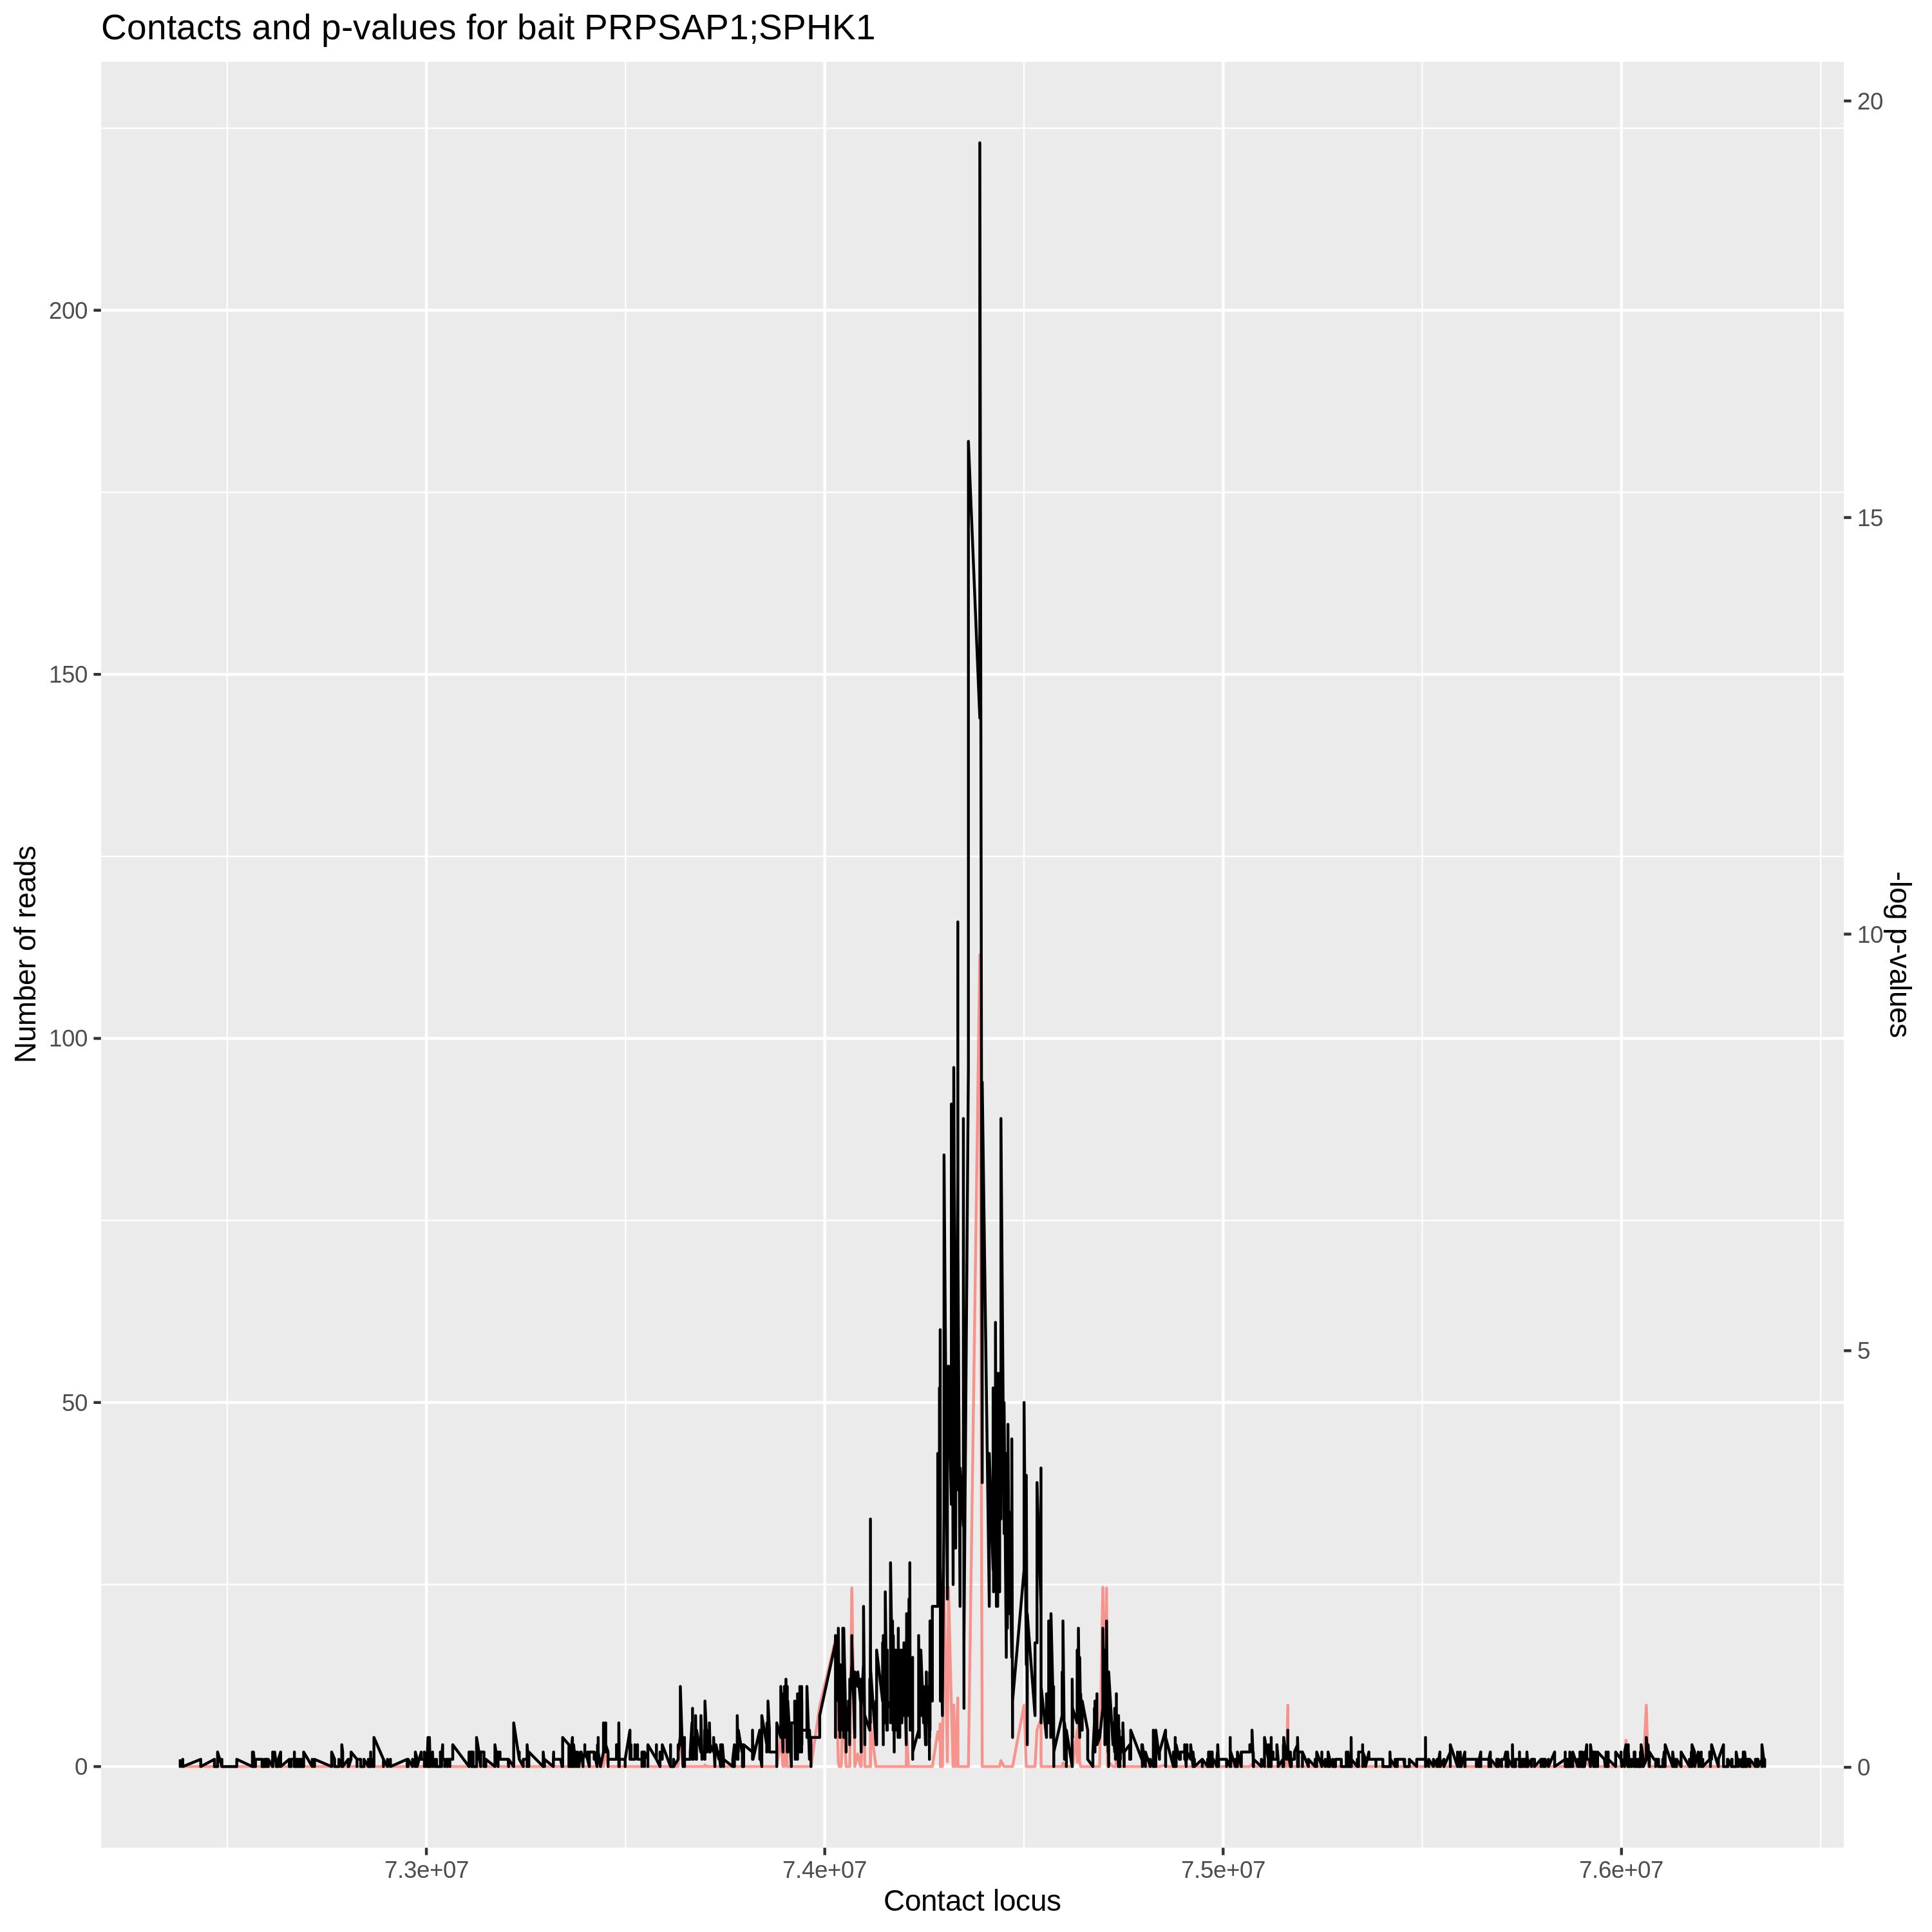 Contacts and p-values for bait PRPSAP1;SPHK1
Number of reads
200
150
100
50
0
20
15
10
5
0
-log p-values
7.3e+07 7.4e+07 7.5e+07 7.6e+07
Contact locus